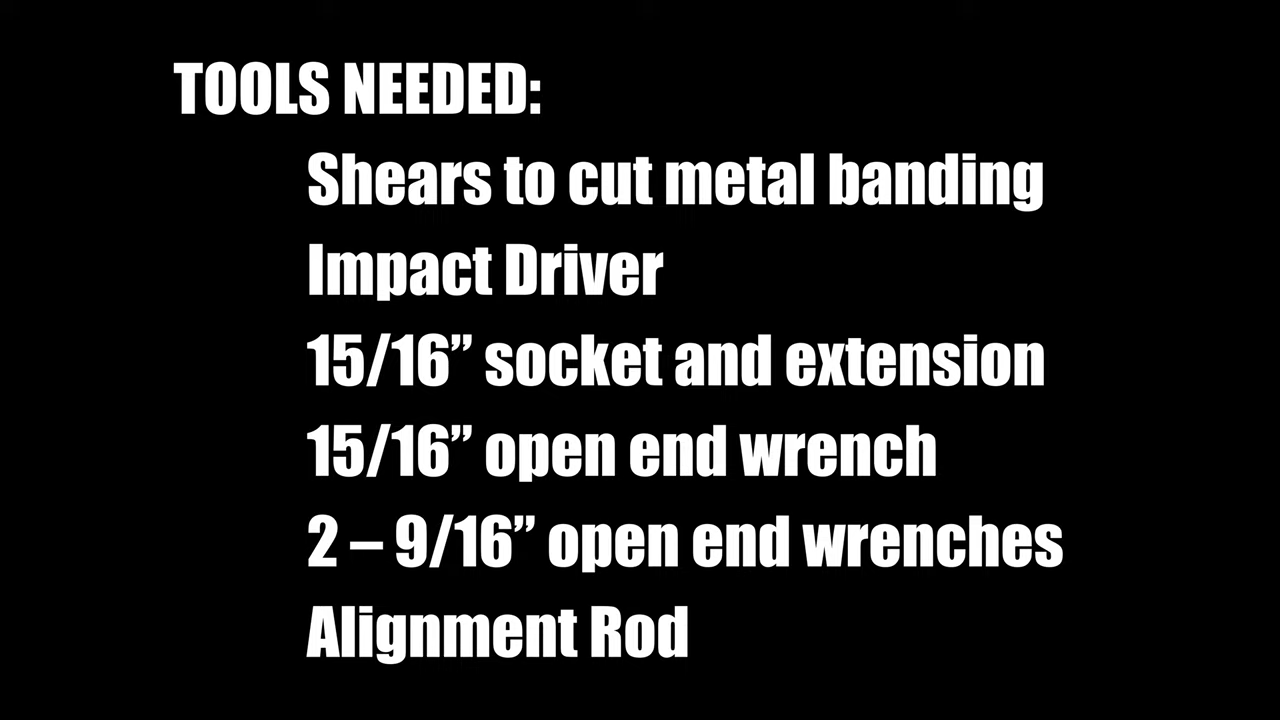 TOOLS NEEDED:
Shears to cut metal banding
Impact Driver
15/16” socket and extension
15/16” open end wrench
2 – 9/16” open end wrenches
Alignment Rod